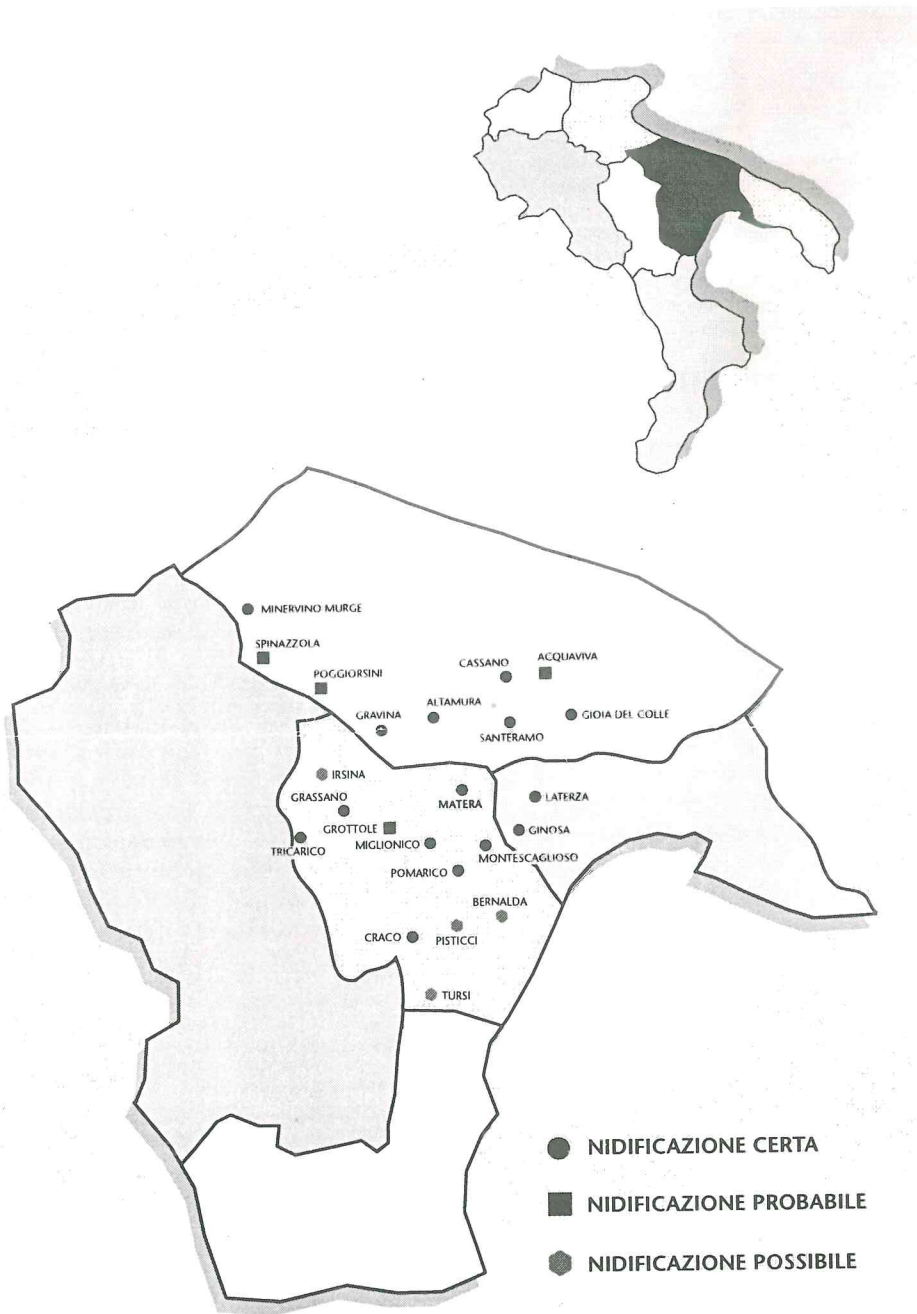 MINERVINO MURGE
SPINAZZOLA
POGGIORSINI
CASSANO
ACQUAVIVA
ALTAMURA
GRAVINA
GIOIA DEL COLLE
SANTERAMO
IRSINA
GRASSANO
MATERA
LATERZA
GROTTOLE
GINOSA
TRICARICO
MIGLIONICO
MONTESCAGLIOSO
POMARICO
BERNALDA
CRACO
PISTICCI
TURSI
NIDIFICAZIONE CERTA
NIDIFICAZIONE PROBABILE
NIDIFICAZIONE POSSIBILE